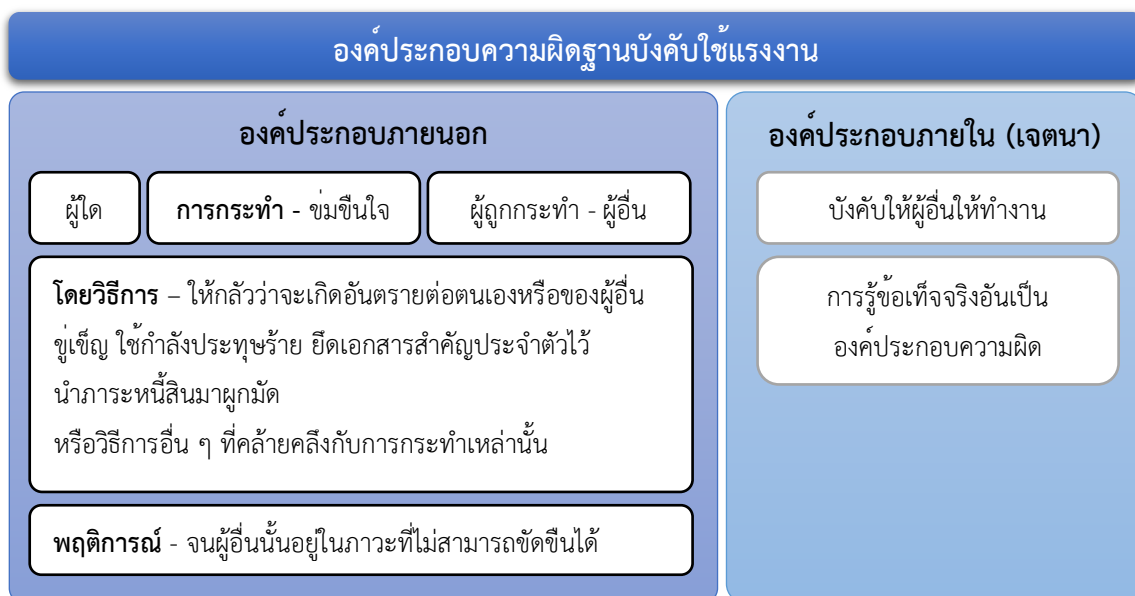 องค์ประกอบความผิดฐานบังคับใช้แรงงาน
องค์ประกอบภายนอก
ผู้ใด
การกระทำ - ข่มขืนใจ
ผู้ถูกกระทำ - ผู้อื่น
โดยวิธีการ – ให้กลัวว่าจะเกิดอันตรายต่อตนเองหรือของผู้อื่น
ขู่เข็ญ ใช้กำลังประทุษร้าย ยึดเอกสารสำคัญประจำตัวไว้
นำภาระหนี้สินมาผูกมัด
หรือวิธีการอื่น ๆ ที่คล้ายคลึงกับการกระทำเหล่านั้น
พฤติการณ์ - จนผู้อื่นนั้นอยู่ในภาวะที่ไม่สามารถขัดขืนได้
องค์ประกอบภายใน (เจตนา)
บังคับให้ผู้อื่นให้ทำงาน
การรู้ข้อเท็จจริงอันเป็น
องค์ประกอบความผิด